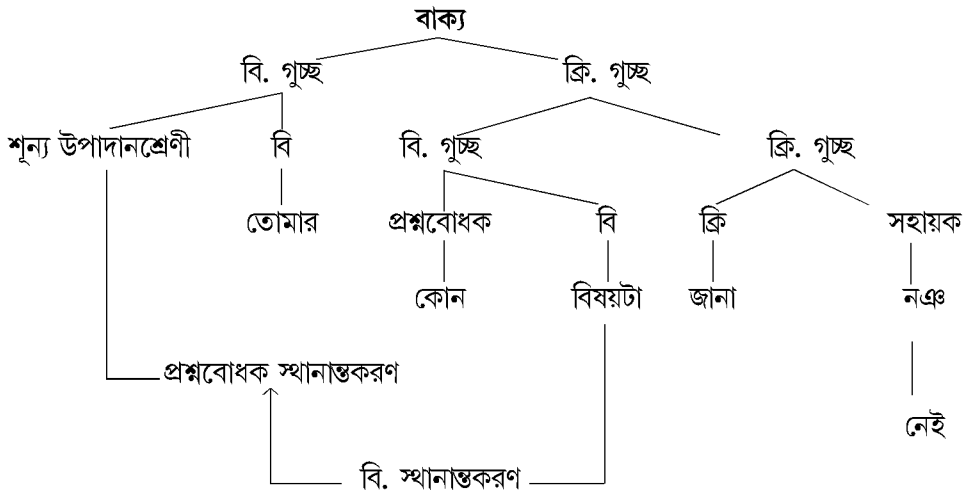 বাক্য
বি. গুচ্ছ ক্রি. গুচ্ছ
শূন্য উপাদানশ্রেণী বি বি. গুচ্ছ ক্রি. গুচ্ছ
তোমার প্রশ্নবোধক বি ক্রি সহায়ক
কোন বিষয়টা জানা নঞ
প্রশ্নবোধক স্থানান্তকরণ
নেই
বি. স্থানান্তকরণ